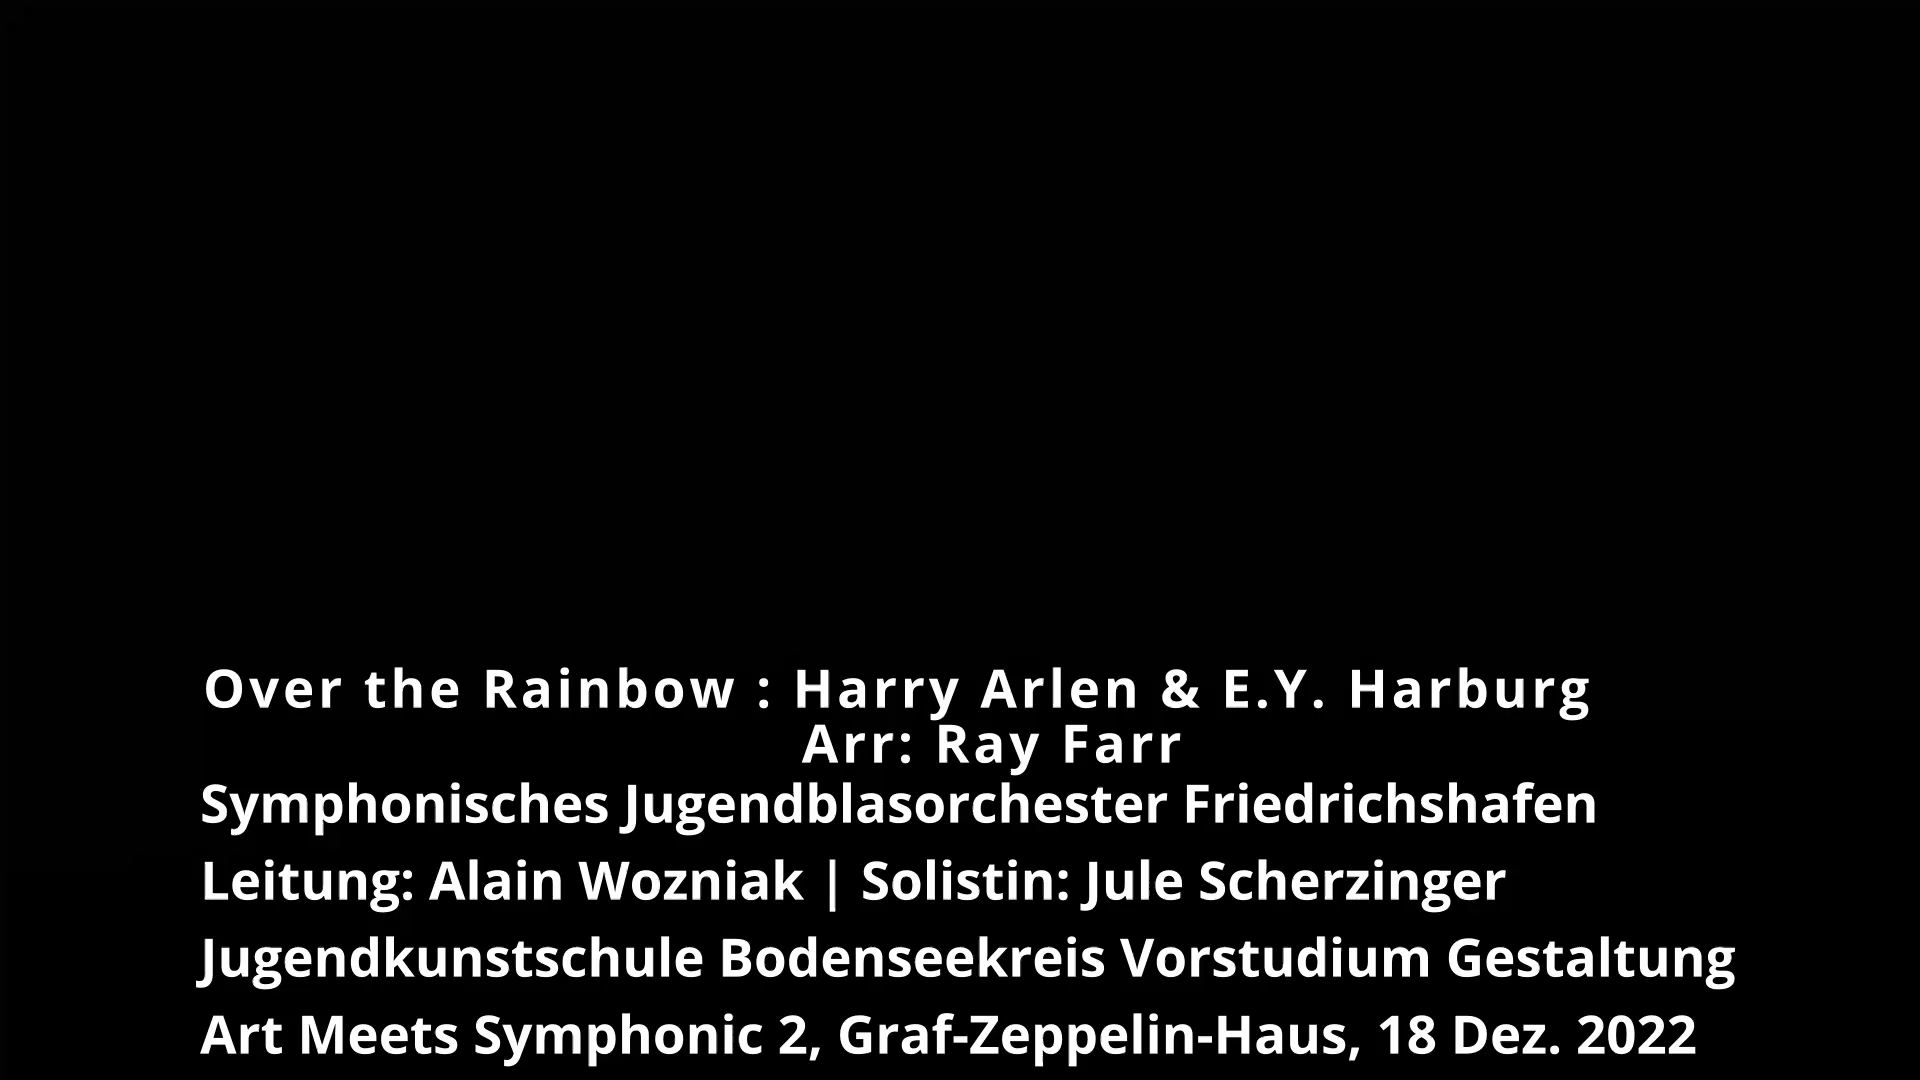 Over the Rainbow : Harry Arlen & E.Y. Harburg
Arr: Ray Farr
Symphonisches Jugendblasorchester Friedrichshafen
Leitung: Alain Wozniak | Solistin: Jule Scherzinger
Jugendkunstschule Bodenseekreis Vorstudium Gestaltung
Art Meets Symphonic 2, Graf-Zeppelin-Haus, 18 Dez. 2022